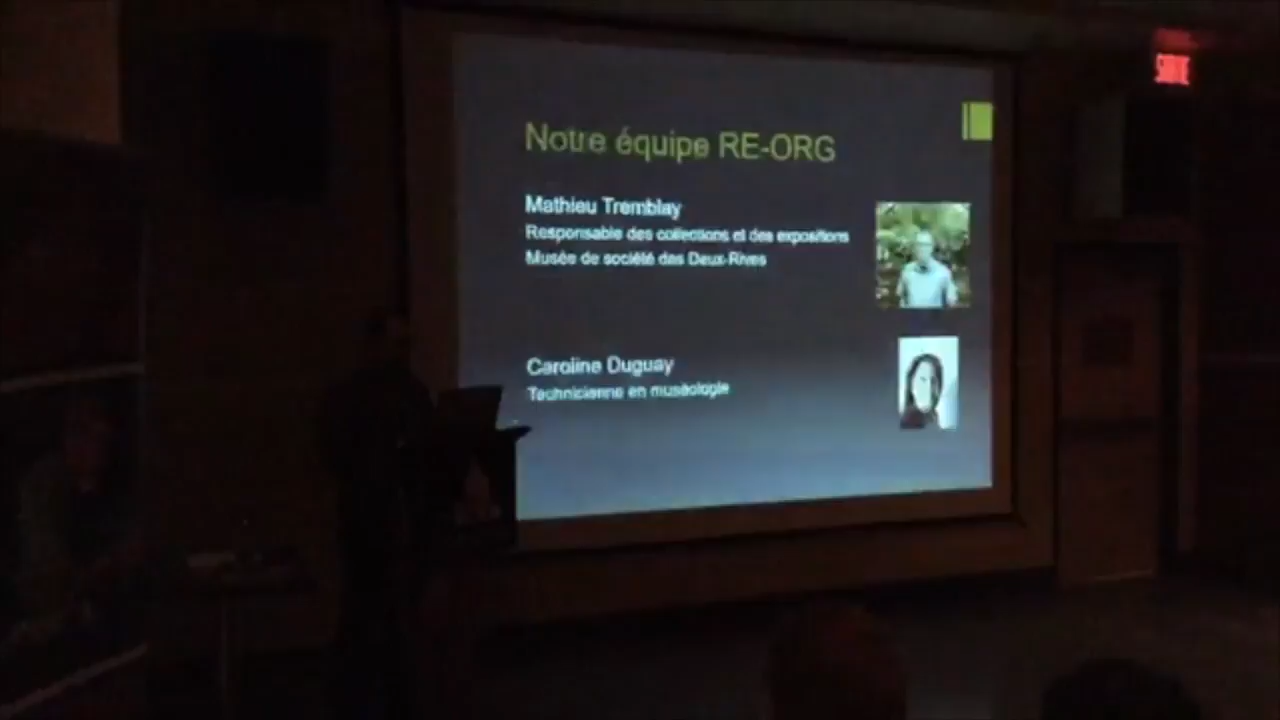 Notre équipe RE-ORG
Mathieu Tremblay
Responsable des collections et des expositions
Musée de société des Deux-Rives
Caroline Duguay
Technicienne en muséologie